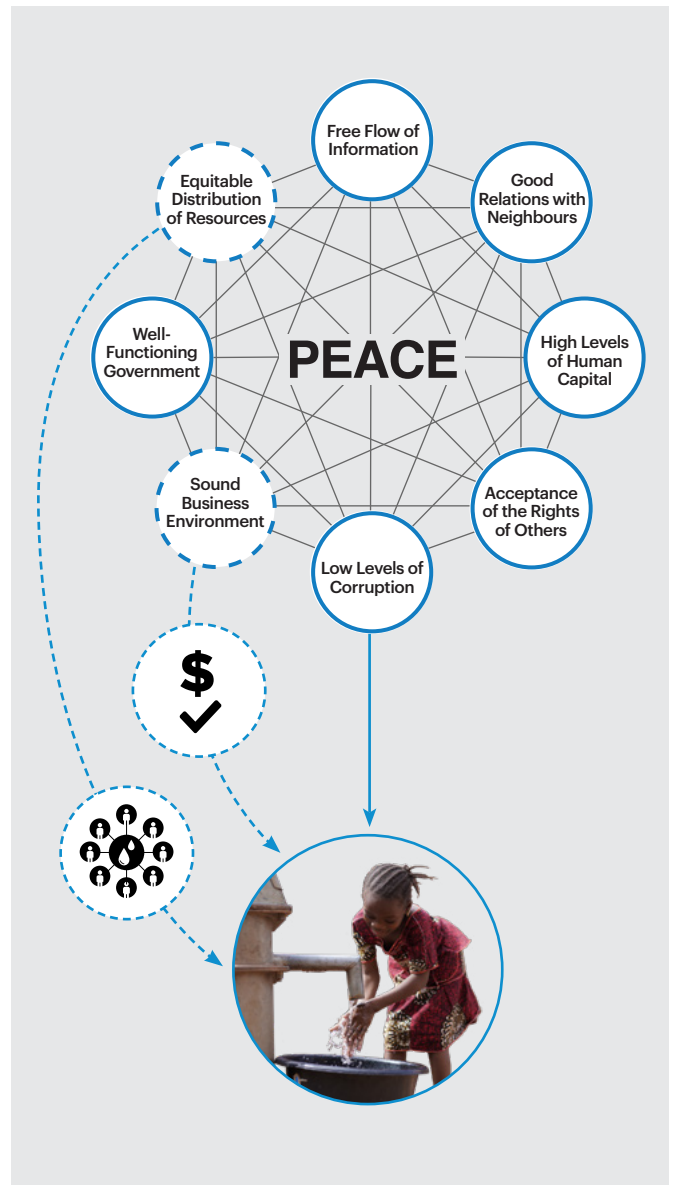 Free Flow of
Information
Equitable
Distribution
of Resources
Good
Relations with
Neighbours
Well-
Functioning
Government
PEACE
High Levels
of Human
Capital
Sound
Business
Environment
Acceptance
of the Rights
of Others
Low Levels of
Corruption
$